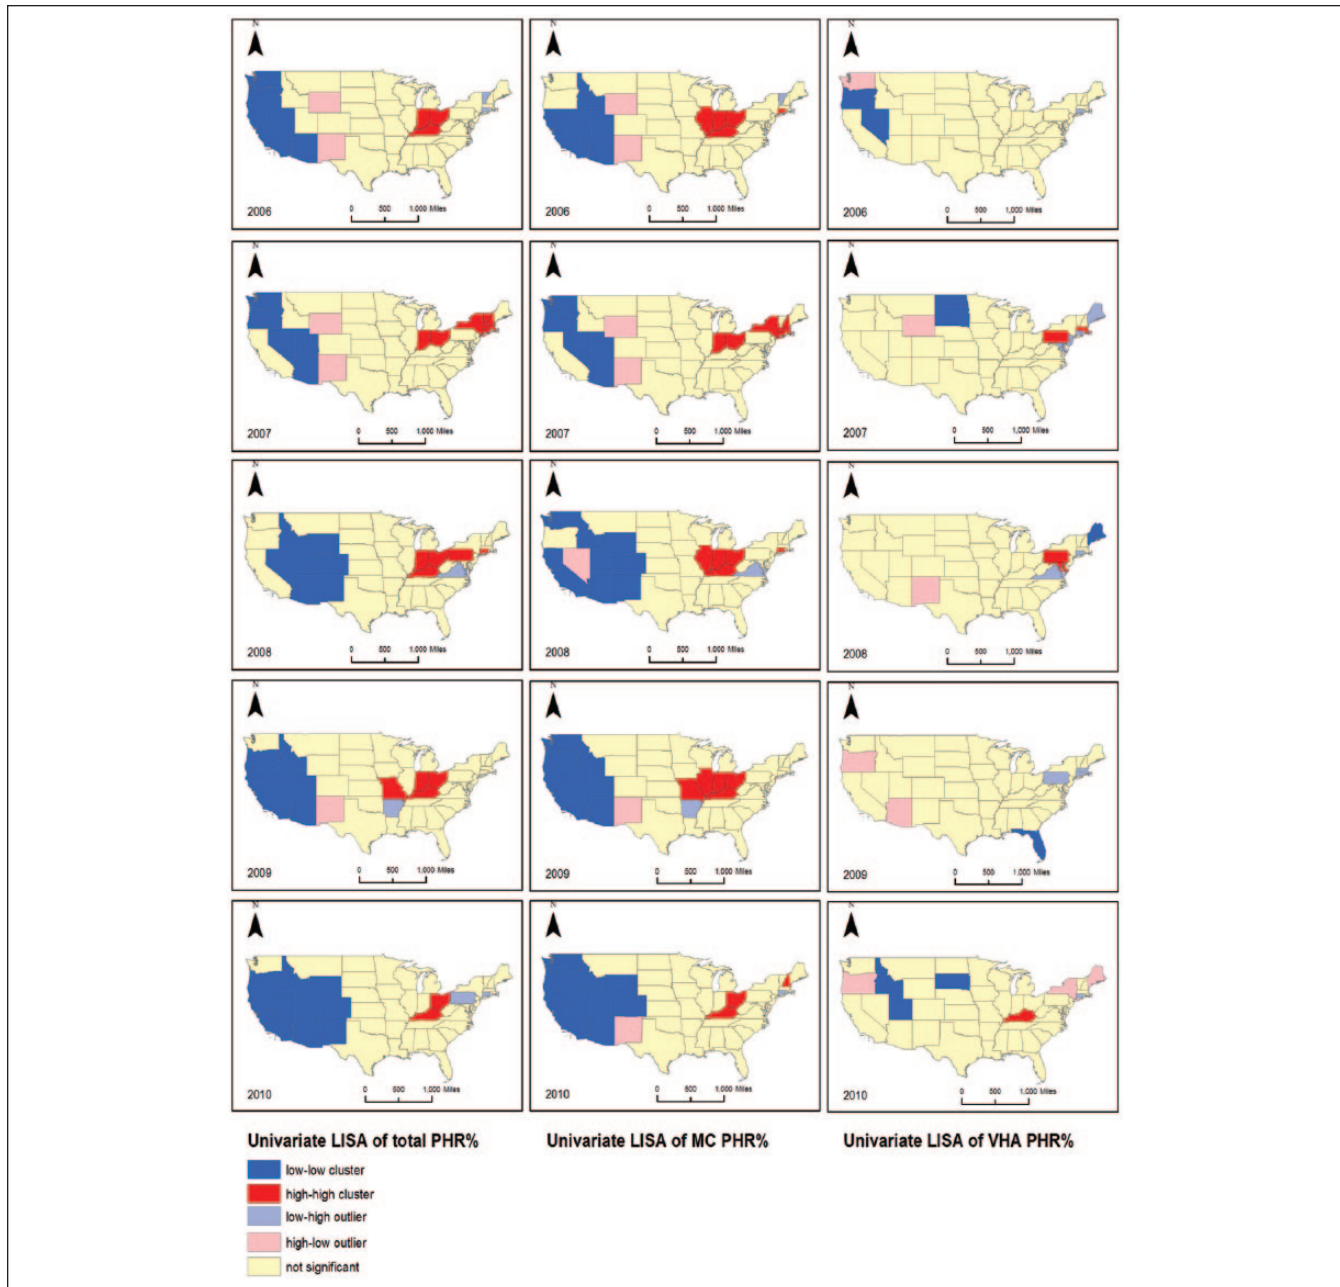 N N N
0 500 1,000 Miles 0 500 1,000 Miles 0 500 1,000 Miles
2006 2006 2006
N N N
0 500 1,000 Miles 0 500 1,000 Miles 0 500 1,000 Miles
2007 2007 2007
N N N
0 500 1,000 Miles 0 500 1,000 Miles 0 500 1,000 Miles
2008 2008 2008
N N N
0 500 1,000 Miles 0 500 1,000 Miles 0 500 1,000 Miles
2009 2009 2009
N N N
0 500 1,000 Miles 0 500 1,000 Miles 0 500 1,000 Miles
2010 2010 2010
Univariate LISA of total PHR% Univariate LISA of MC PHR% Univariate LISA of VHA PHR%
low-low cluster
high-high cluster
low-high outlier
high-low outlier
not significant